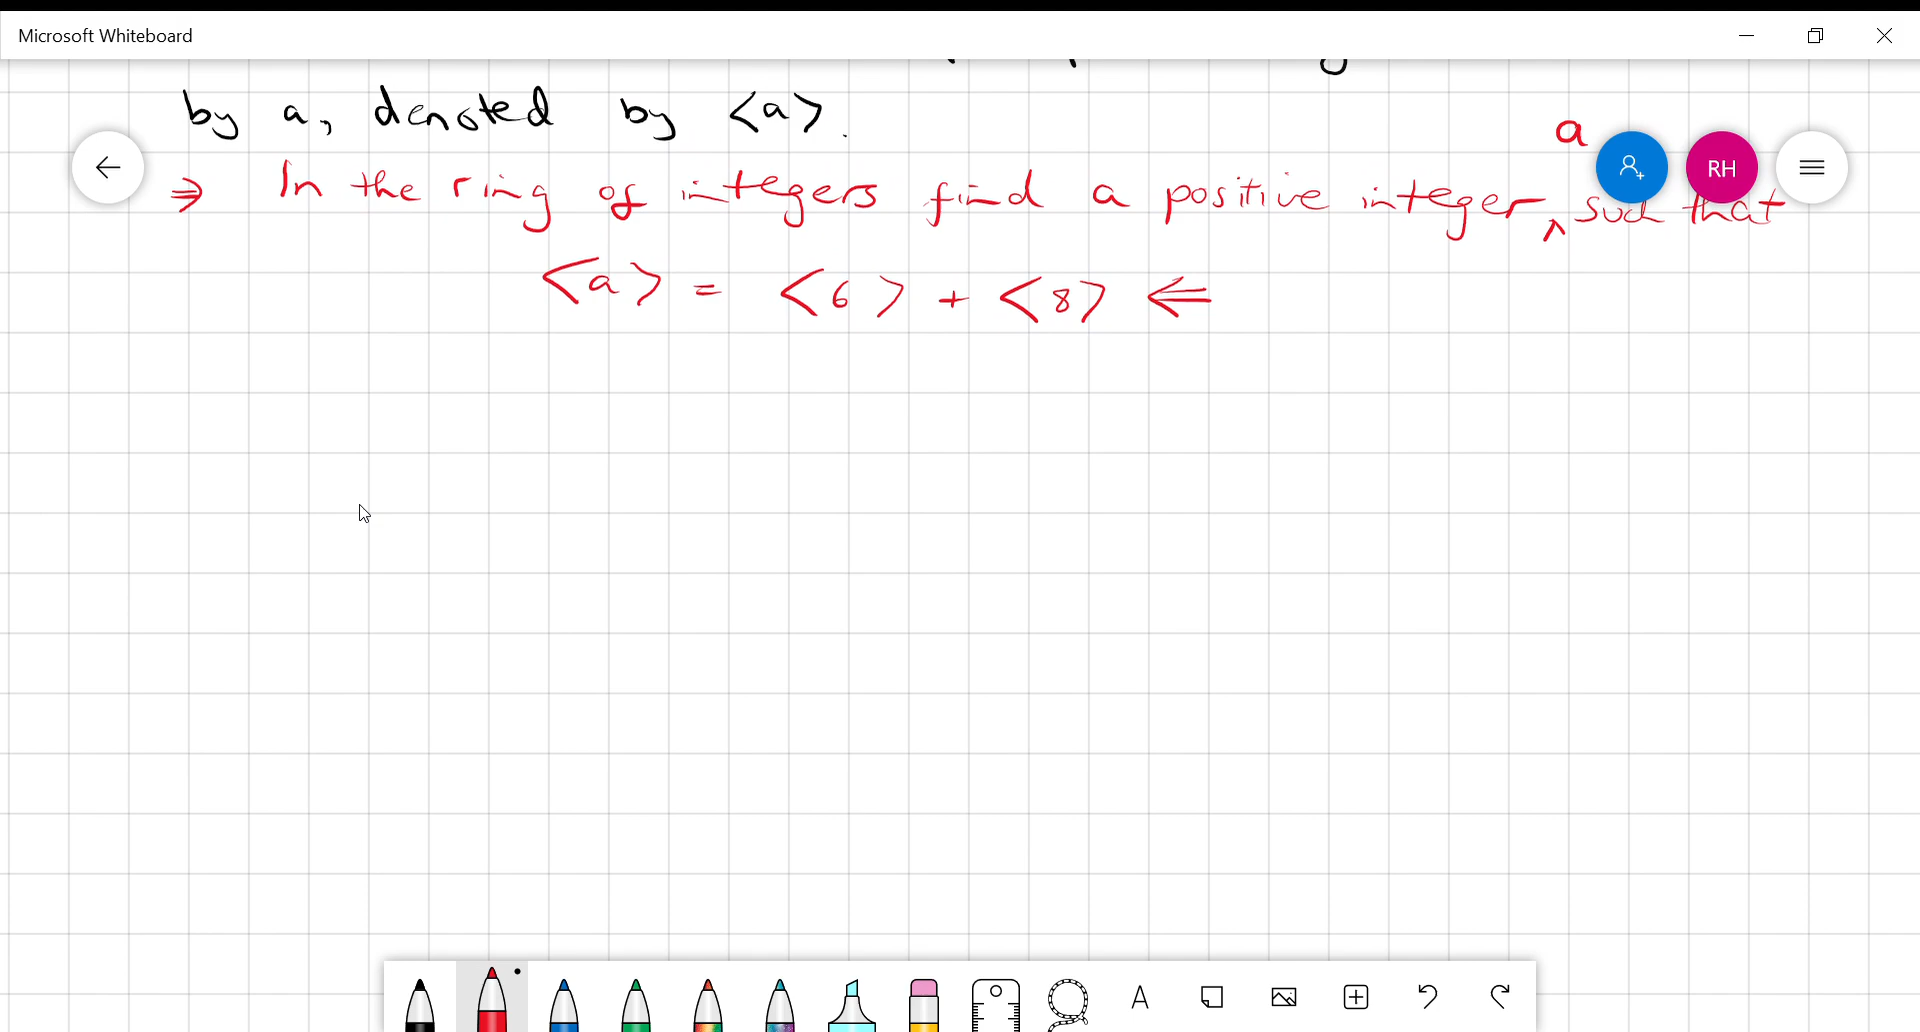 Microsoft Whiteboard
by a, denoted by <a>.
a
RH
⇒ In the ring of integers find a positive integer ^ such that
<a> = <6> + <8> ⇐
A